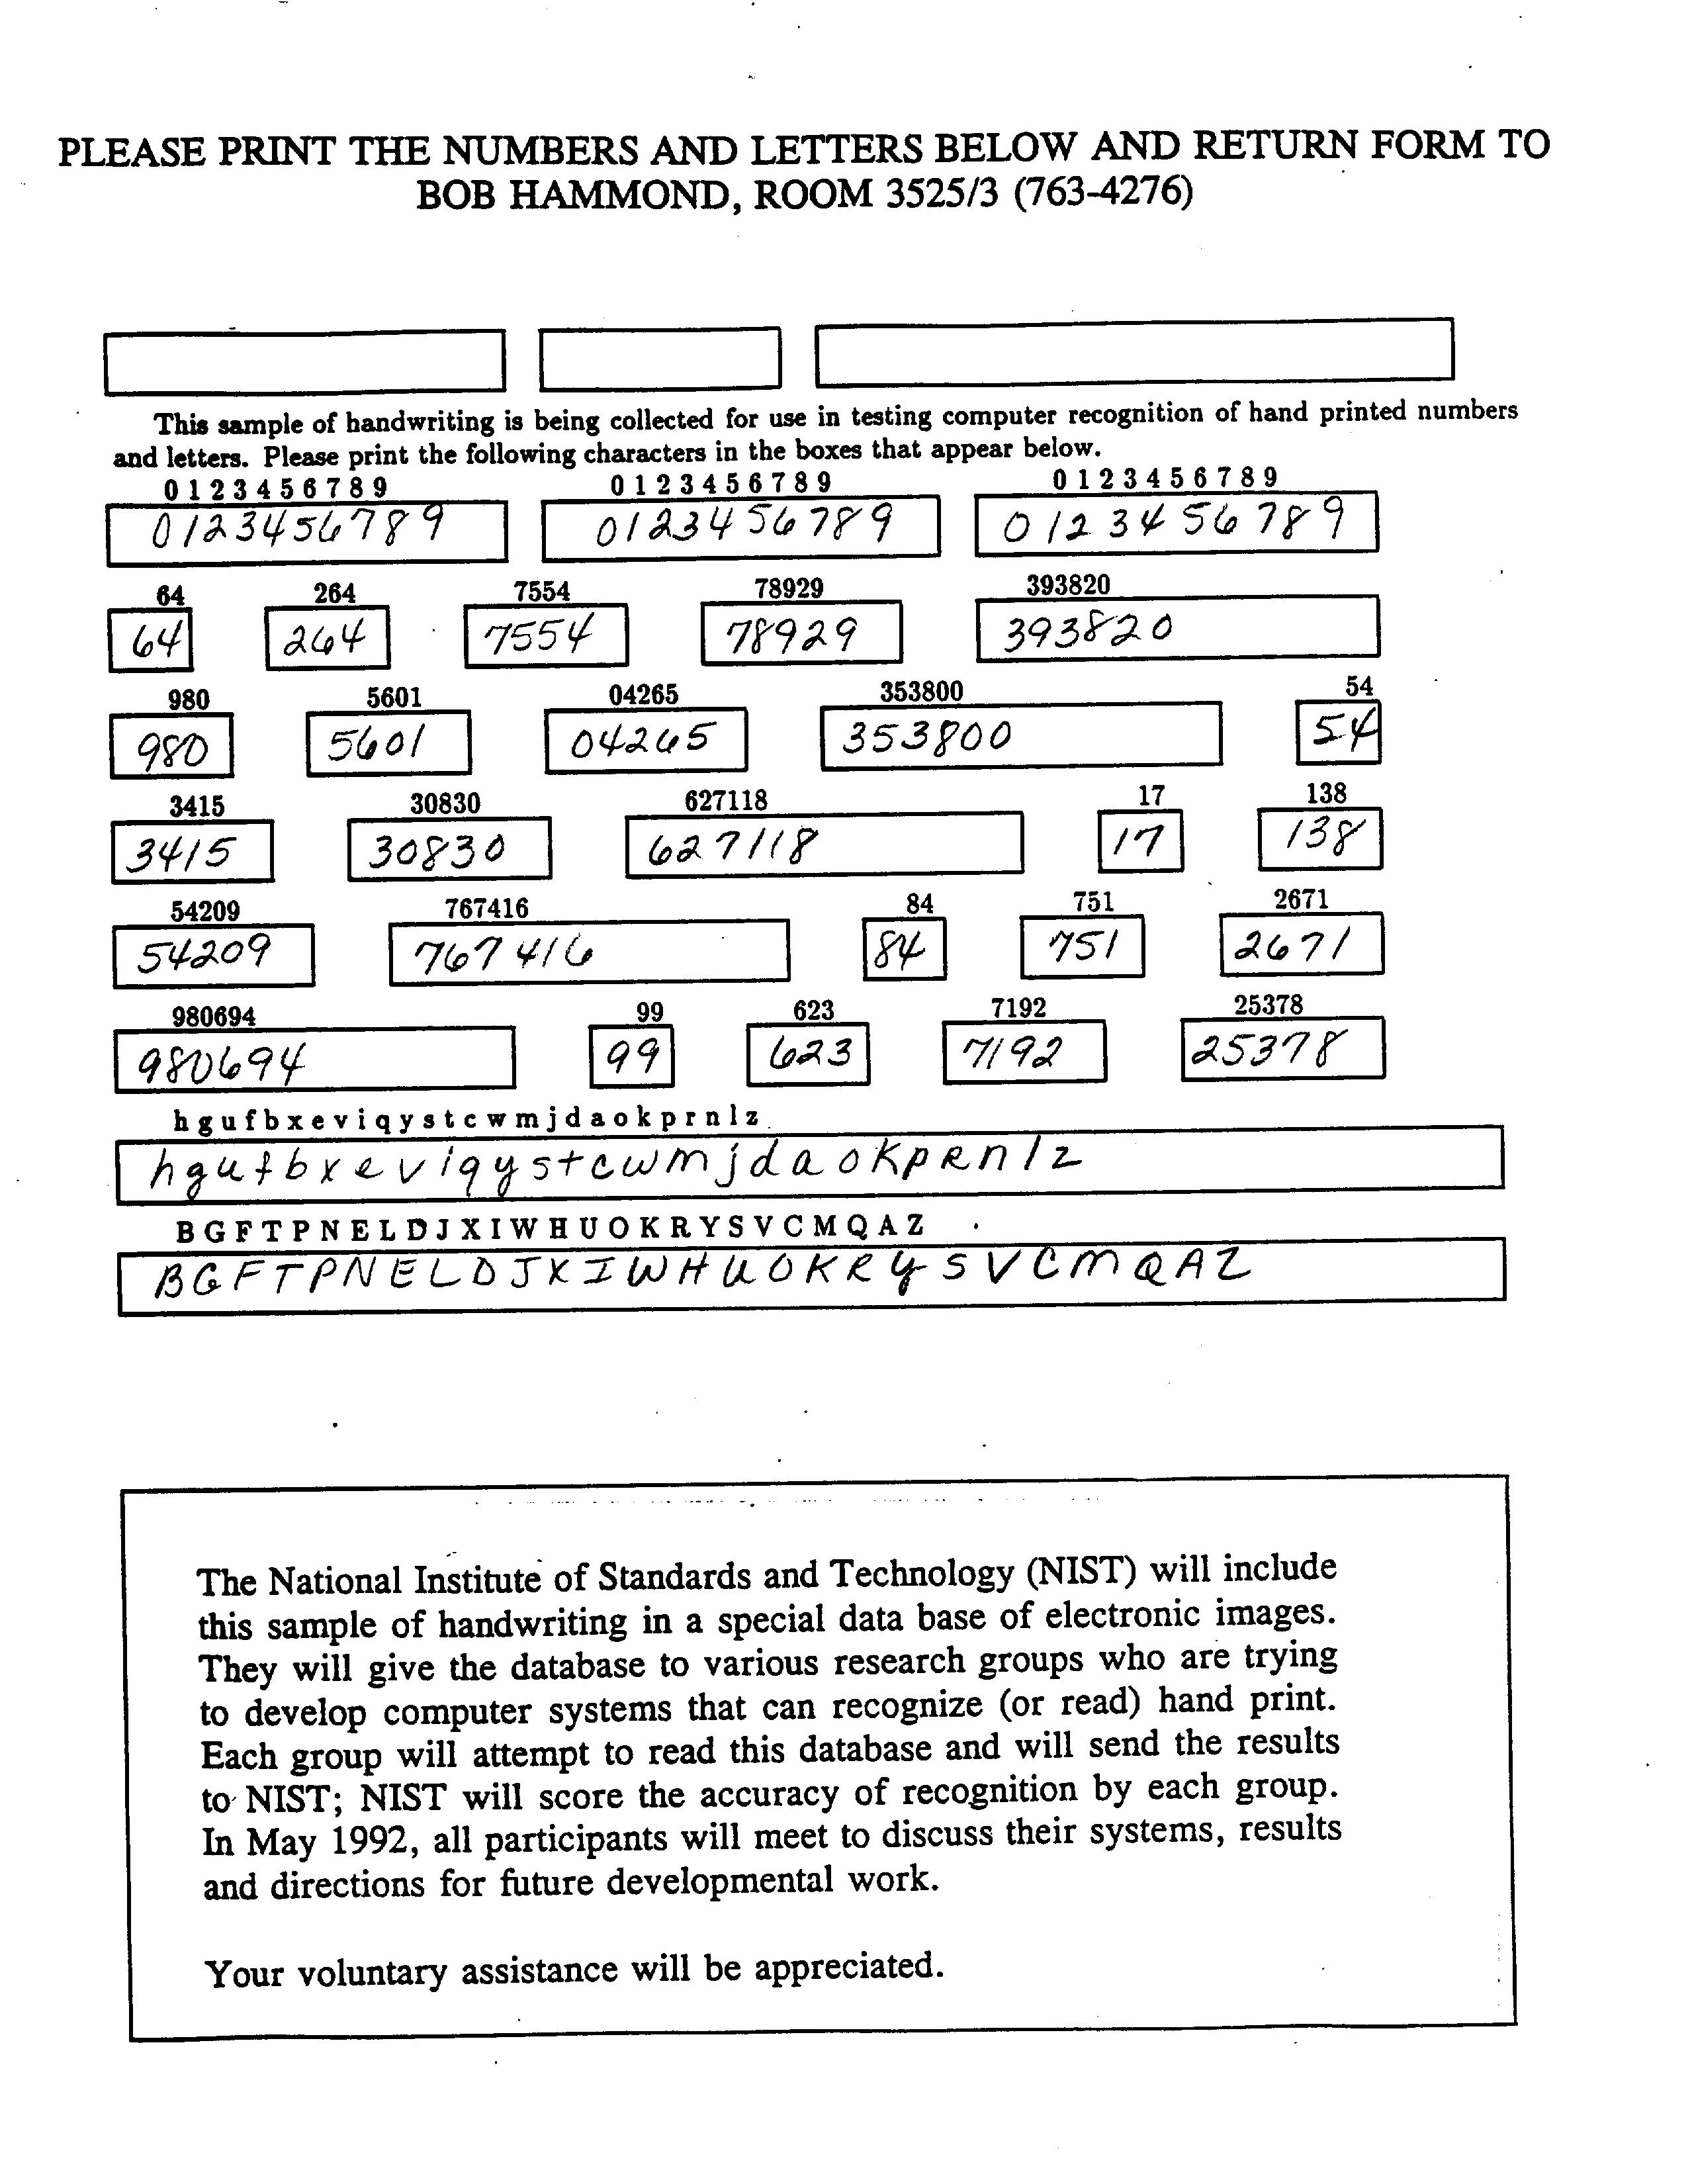 PLEASE PRINT THE NUMBERS AND LETTERS BELOW AND RETURN FORM TO
BOB HAMMOND, ROOM 3525/3 (763-4276)
This sample of handwriting is being collected for use in testing computer recognition of hand printed numbers
and letters. Please print the following characters in the boxes that appear below.
0 1 2 3 4 5 6 7 8 9 0 1 2 3 4 5 6 7 8 9 0 1 2 3 4 5 6 7 8 9
0123456789 0123456789 0123456789
64 264 7554 78929 393820
64 264 7554 78929 393820
980 5601 04265 353800 54
980 5601 04265 353800 54
3415 30830 627118 17 138
3415 30830 627118 17 138
54209 767416 84 751 2671
54209 767416 84 751 2671
980694 99 623 7192 25378
980694 99 623 7192 25378
h g u f b x e v i q y s t c w m j d a o k p r n l z
hgufbxeviqystcwmjdaokpRnlz
B G F T P N E L D J X I W H U O K R Y S V C M Q A Z
BGFTPNELDJXIWHUOKRYSVCMQAZ
The National Institute of Standards and Technology (NIST) will include
this sample of handwriting in a special data base of electronic images.
They will give the database to various research groups who are trying
to develop computer systems that can recognize (or read) hand print.
Each group will attempt to read this database and will send the results
to NIST; NIST will score the accuracy of recognition by each group.
In May 1992, all participants will meet to discuss their systems, results
and directions for future developmental work.
Your voluntary assistance will be appreciated.